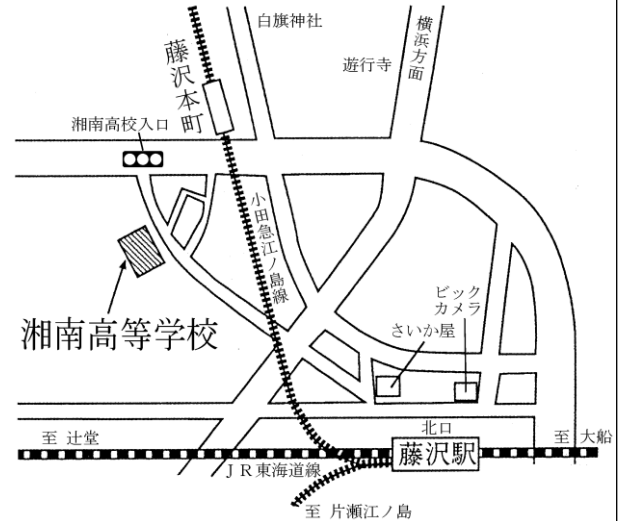 白旗神社
横浜方面
遊行寺
藤沢本町
湘南高校入口
小田急江ノ島線
ビック
カメラ
さいか屋
湘南高等学校
北口
至 辻堂
藤沢駅
至 大船
JR東海道線
至 片瀬江ノ島